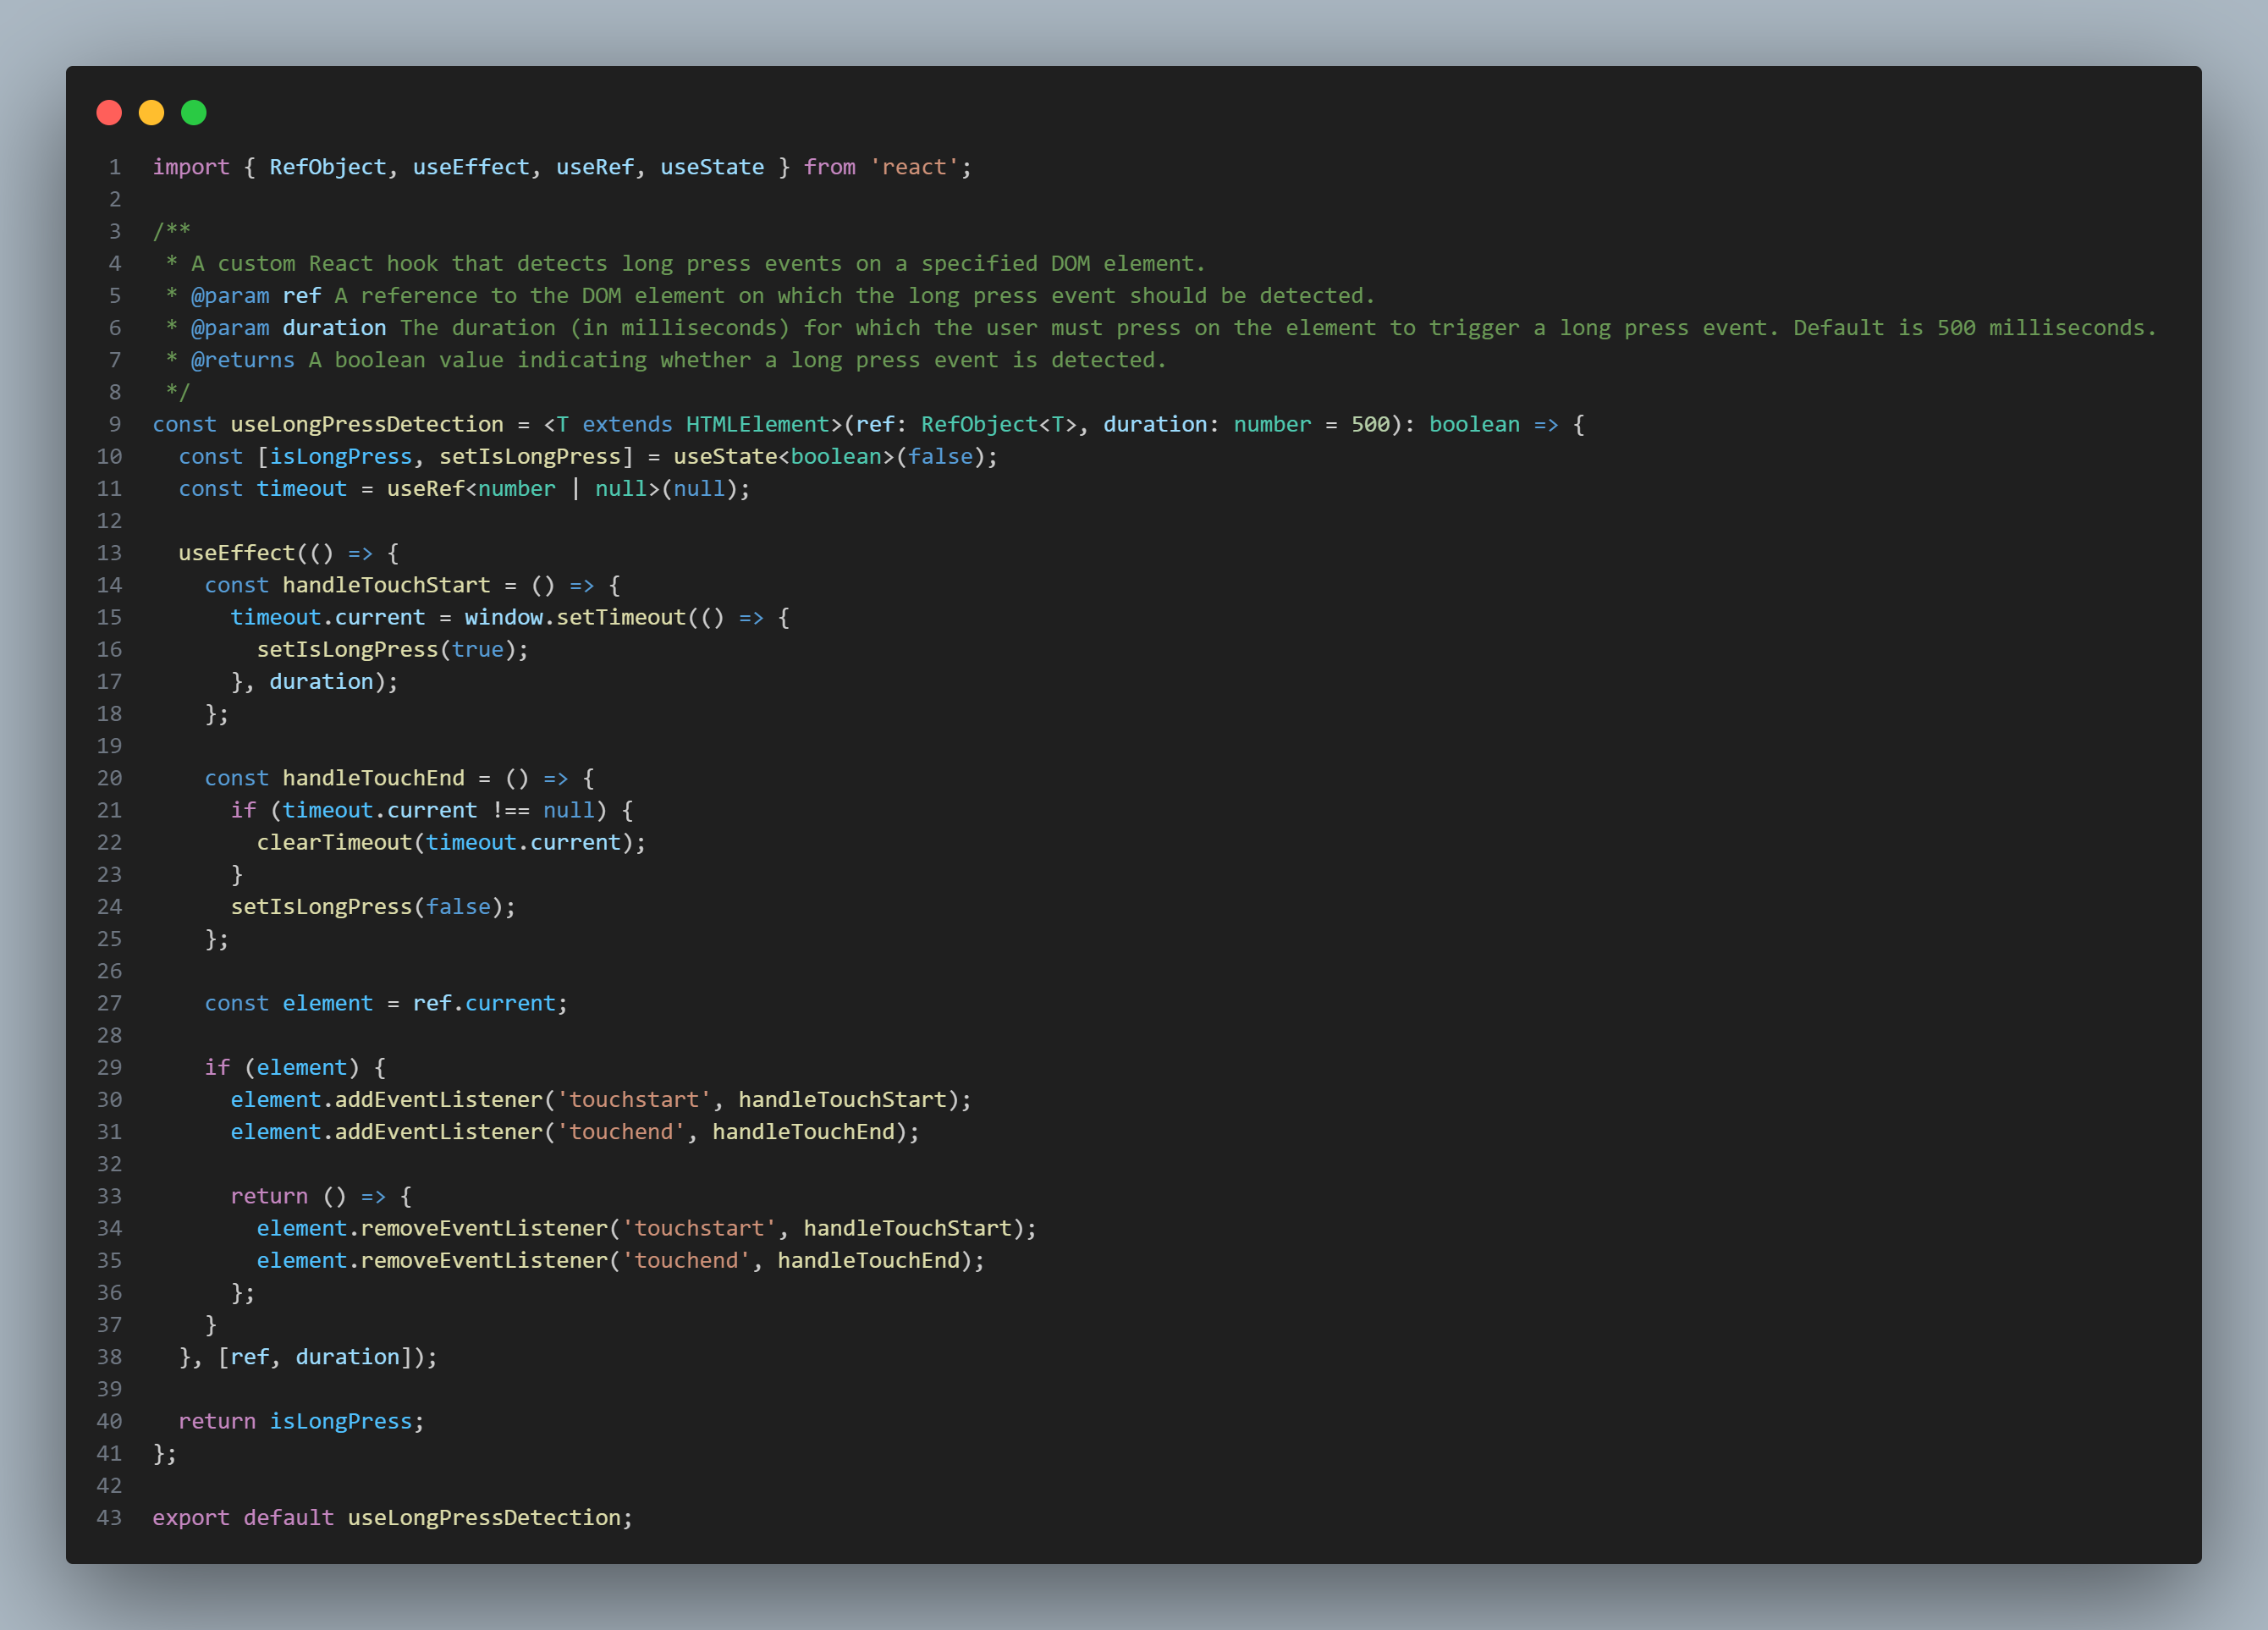 1 import { RefObject, useEffect, useRef, useState } from 'react';
2
3 /**
4  * A custom React hook that detects long press events on a specified DOM element.
5  * @param ref A reference to the DOM element on which the long press event should be detected.
6  * @param duration The duration (in milliseconds) for which the user must press on the element to trigger a long press event. Default is 500 milliseconds.
7  * @returns A boolean value indicating whether a long press event is detected.
8  */
9 const useLongPressDetection = <T extends HTMLElement>(ref: RefObject<T>, duration: number = 500): boolean => {
10   const [isLongPress, setIsLongPress] = useState<boolean>(false);
11   const timeout = useRef<number | null>(null);
12
13   useEffect(() => {
14     const handleTouchStart = () => {
15       timeout.current = window.setTimeout(() => {
16         setIsLongPress(true);
17       }, duration);
18     };
19
20     const handleTouchEnd = () => {
21       if (timeout.current !== null) {
22         clearTimeout(timeout.current);
23       }
24       setIsLongPress(false);
25     };
26
27     const element = ref.current;
28
29     if (element) {
30       element.addEventListener('touchstart', handleTouchStart);
31       element.addEventListener('touchend', handleTouchEnd);
32
33       return () => {
34         element.removeEventListener('touchstart', handleTouchStart);
35         element.removeEventListener('touchend', handleTouchEnd);
36       };
37     }
38   }, [ref, duration]);
39
40   return isLongPress;
41 };
42
43 export default useLongPressDetection;